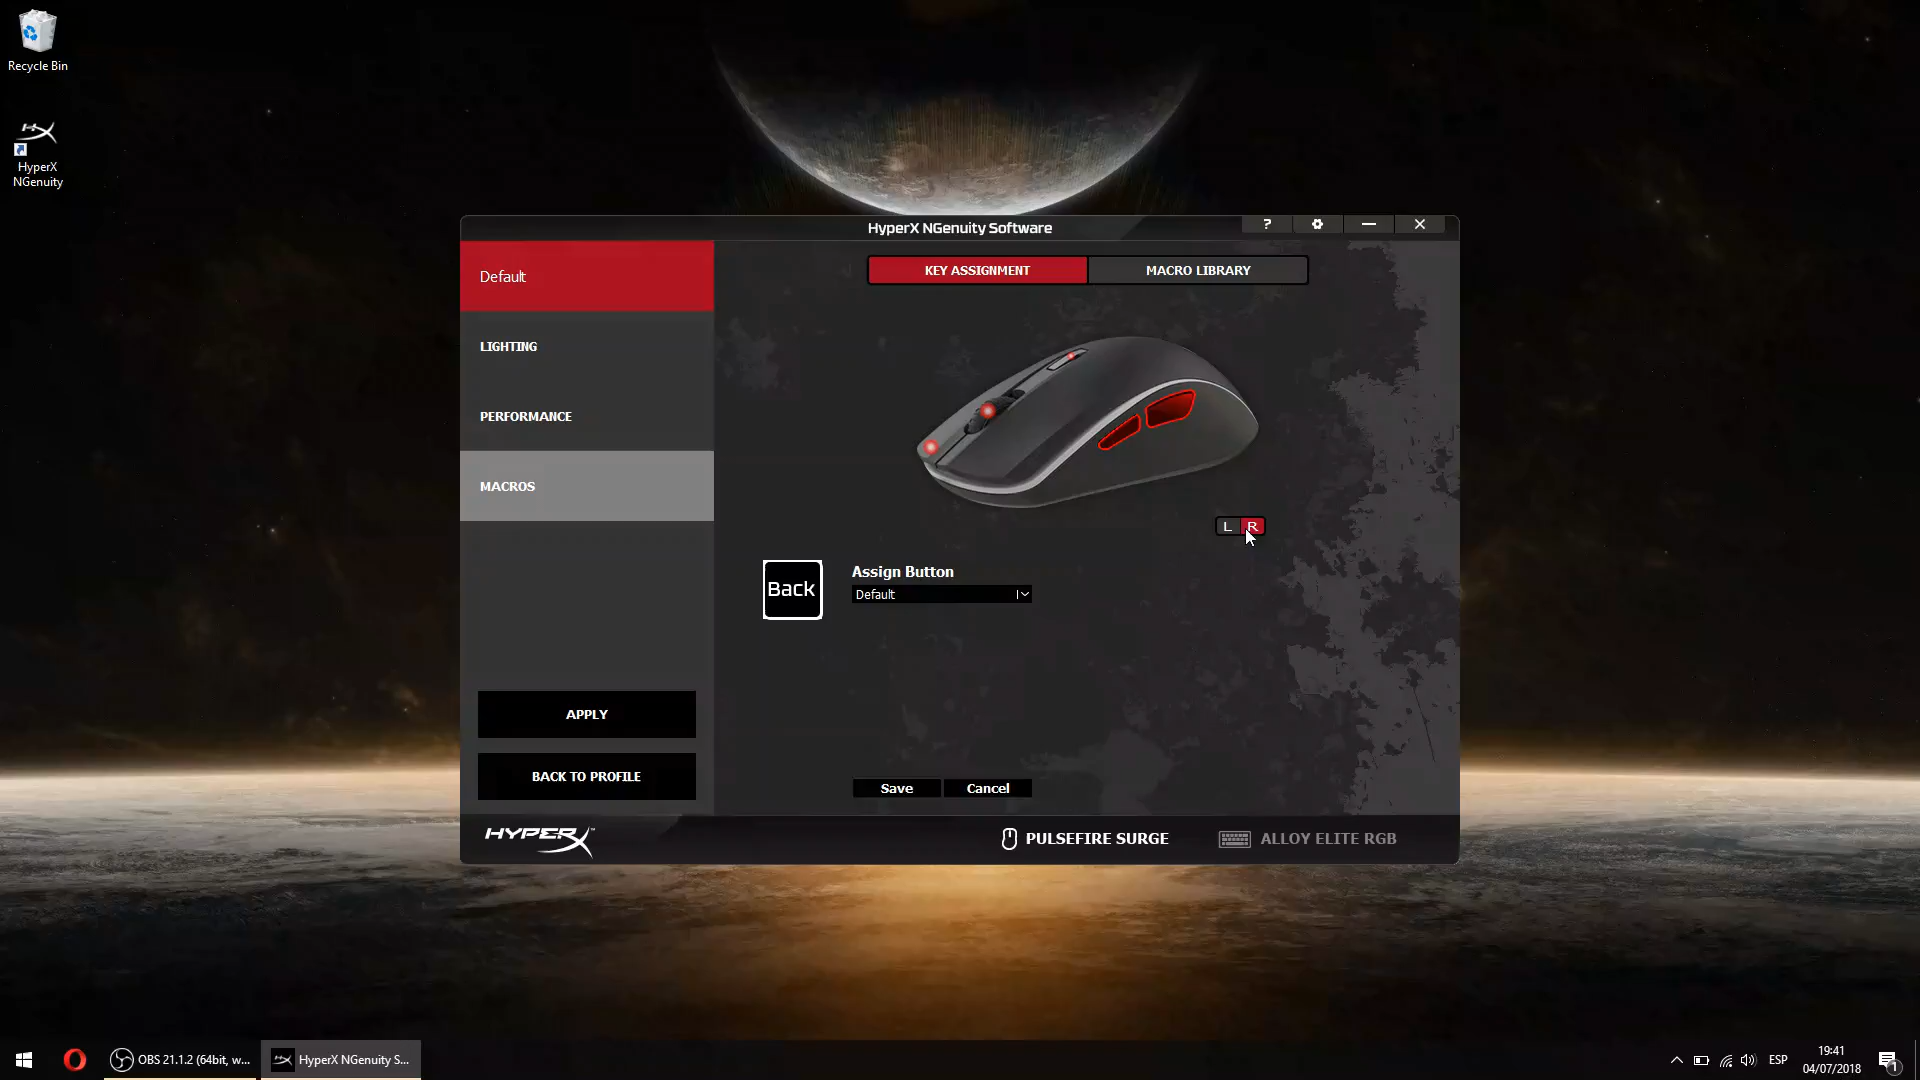 Recycle Bin
HyperX
NGenuity
HyperX NGenuity Software
?
Default
KEY ASSIGNMENT
MACRO LIBRARY
LIGHTING
PERFORMANCE
MACROS
L R
Back
Assign Button
Default
APPLY
BACK TO PROFILE
Save
Cancel
HYPERX™
PULSEFIRE SURGE
ALLOY ELITE RGB
OBS 21.1.2 (64bit, w...
HyperX NGenuity S...
ESP
19:41
04/07/2018
1